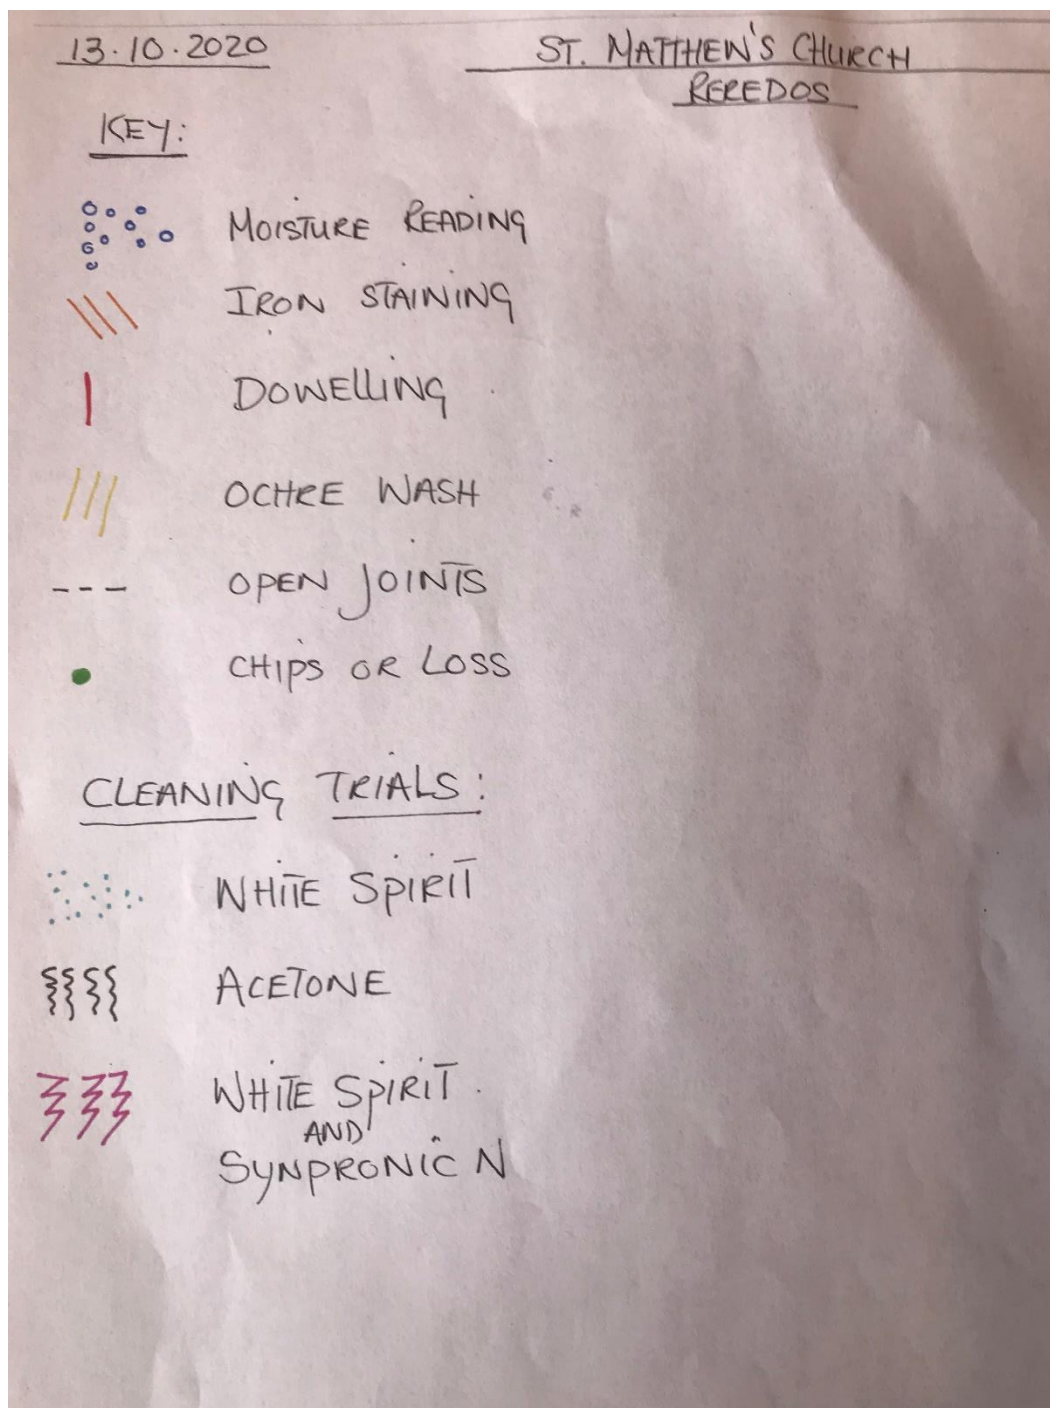 13.10.2020
ST. MATTHEW'S CHURCH
REREDOS
KEY:
MOISTURE READING
IRON STAINING
DOWELLING
OCHRE WASH
--- OPEN JOINTS
CHIPS OR LOSS
CLEANING TRIALS:
WHITE SPIRIT
ACETONE
WHITE SPIRIT.
AND
SYNPRONIC N